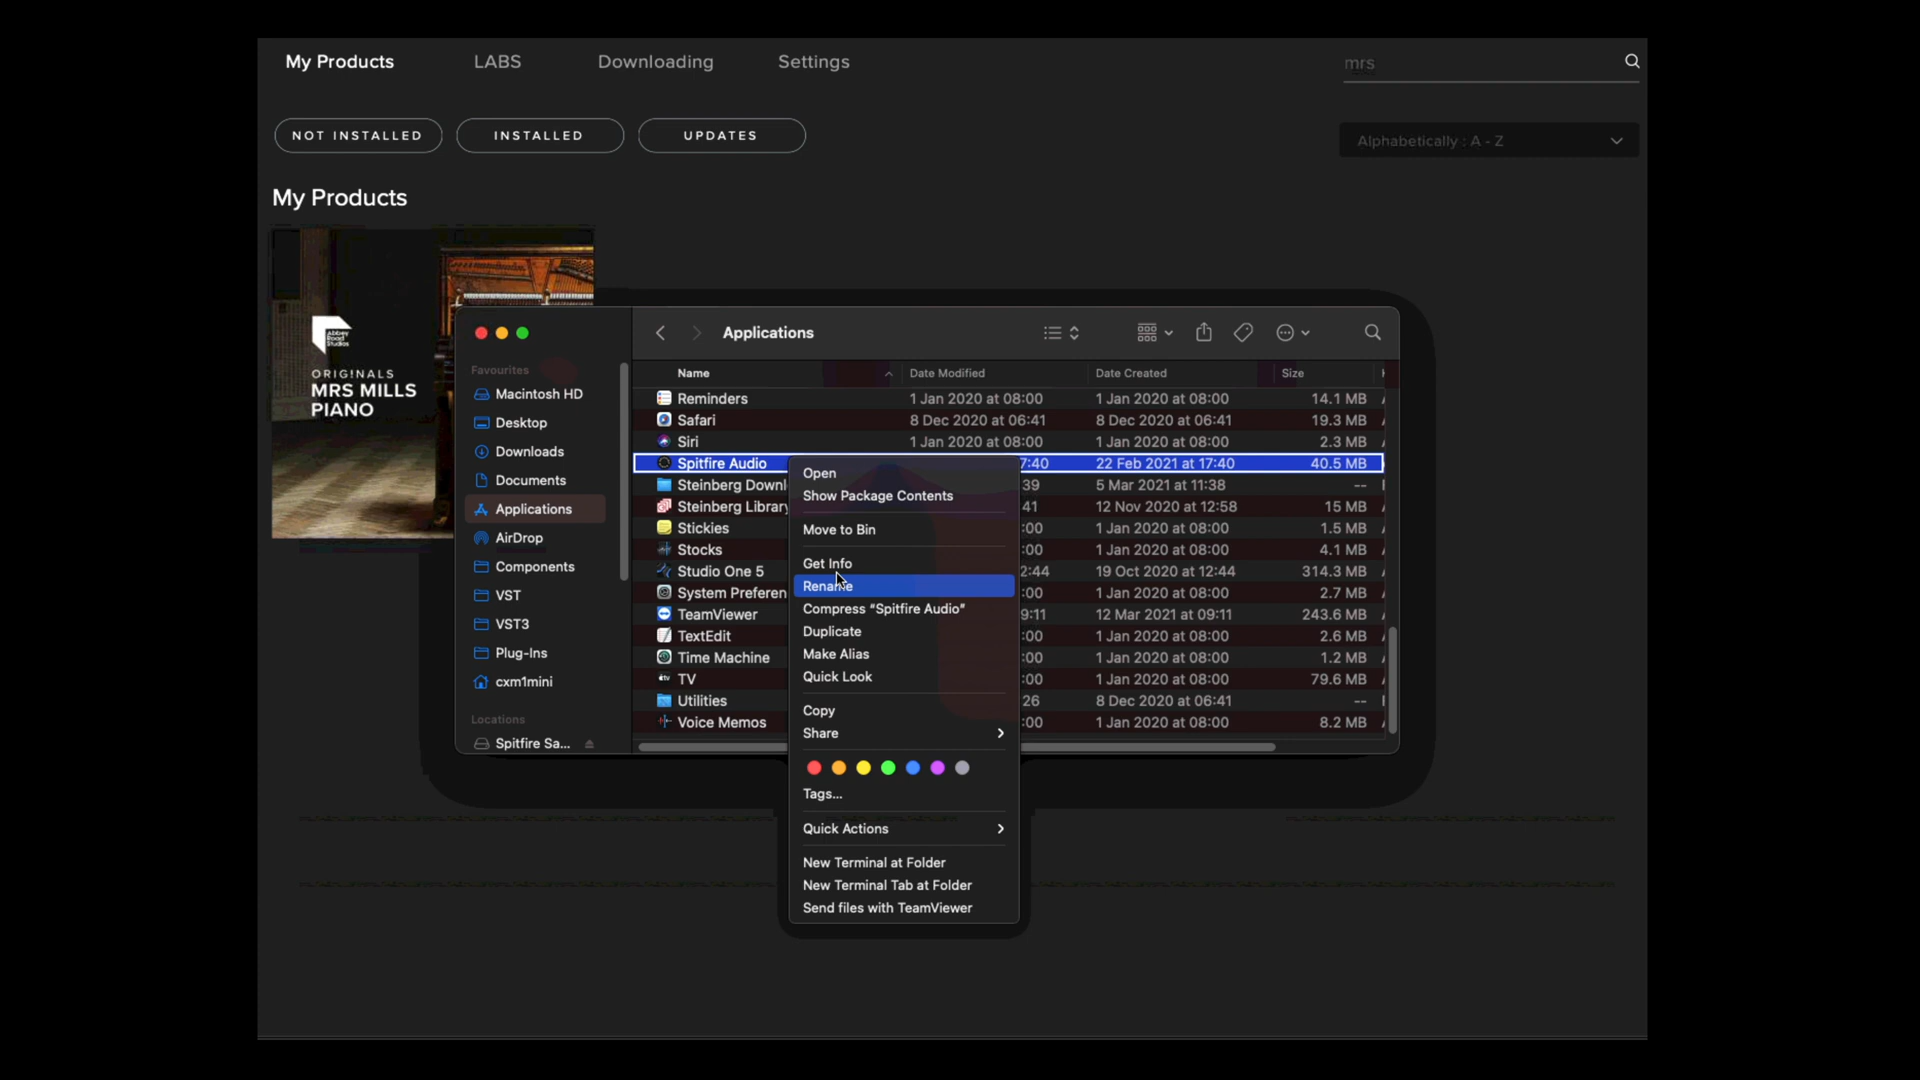 My Products LABS Downloading Settings mrs
NOT INSTALLED INSTALLED UPDATES Alphabetically : A - Z
My Products
Abbey Road Studios
ORIGINALS
MRS MILLS
PIANO
Applications
Favourites
Macintosh HD
Desktop
Downloads
Documents
Applications
AirDrop
Components
VST
VST3
Plug-Ins
cxm1mini
Locations
Spitfire Sa...
Name Date Modified Date Created Size
Reminders 1 Jan 2020 at 08:00 1 Jan 2020 at 08:00 14.1 MB
Safari 8 Dec 2020 at 06:41 8 Dec 2020 at 06:41 19.3 MB
Siri 1 Jan 2020 at 08:00 1 Jan 2020 at 08:00 2.3 MB
Spitfire Audio 7:40 22 Feb 2021 at 17:40 40.5 MB
Steinberg Downl 39 5 Mar 2021 at 11:38 --
Steinberg Library 41 12 Nov 2020 at 12:58 15 MB
Stickies :00 1 Jan 2020 at 08:00 1.5 MB
Stocks :00 1 Jan 2020 at 08:00 4.1 MB
Studio One 5 2:44 19 Oct 2020 at 12:44 314.3 MB
System Preferen :00 1 Jan 2020 at 08:00 2.7 MB
TeamViewer 9:11 12 Mar 2021 at 09:11 243.6 MB
TextEdit :00 1 Jan 2020 at 08:00 2.6 MB
Time Machine :00 1 Jan 2020 at 08:00 1.2 MB
TV :00 1 Jan 2020 at 08:00 79.6 MB
Utilities 26 8 Dec 2020 at 06:41 --
Voice Memos :00 1 Jan 2020 at 08:00 8.2 MB
Open
Show Package Contents
Move to Bin
Get Info
Rename
Compress “Spitfire Audio”
Duplicate
Make Alias
Quick Look
Copy
Share
Tags...
Quick Actions
New Terminal at Folder
New Terminal Tab at Folder
Send files with TeamViewer